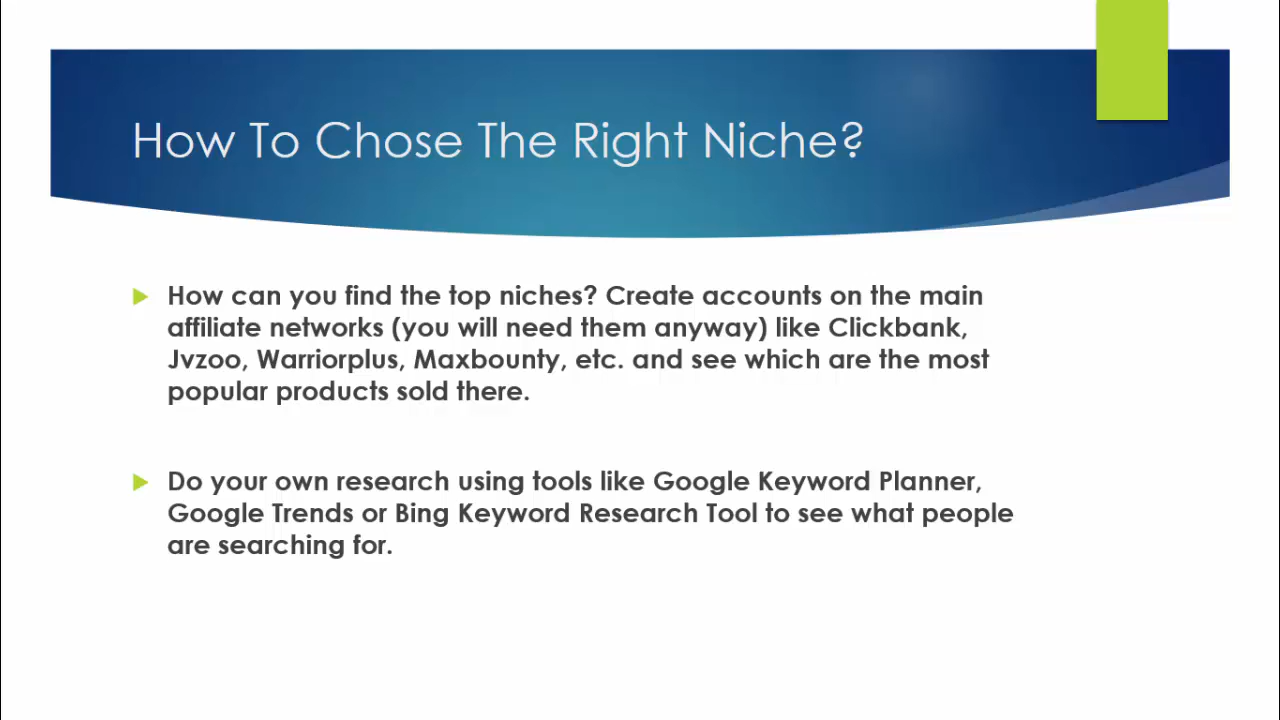 How To Chose The Right Niche?
How can you find the top niches? Create accounts on the main
affiliate networks (you will need them anyway) like Clickbank,
Jvzoo, Warriorplus, Maxbounty, etc. and see which are the most
popular products sold there.
Do your own research using tools like Google Keyword Planner,
Google Trends or Bing Keyword Research Tool to see what people
are searching for.